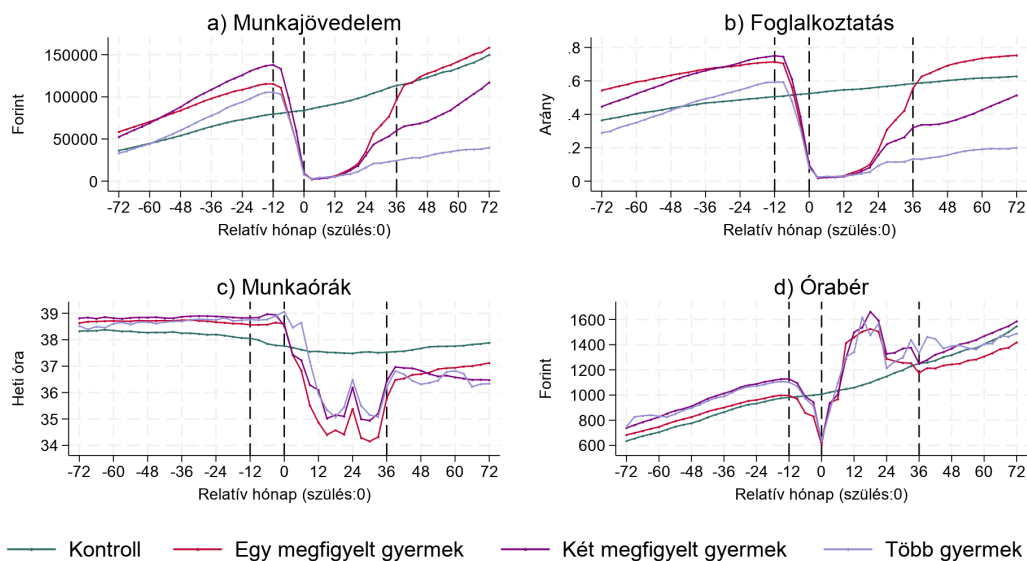 a) Munkajövedelem
150000
100000
50000
0
Forint
-72 -60 -48 -36 -24 -12 0 12 24 36 48 60 72
Relatív hónap (szülés:0)
b) Foglalkoztatás
.8
.6
.4
.2
0
Arány
-72 -60 -48 -36 -24 -12 0 12 24 36 48 60 72
Relatív hónap (szülés:0)
c) Munkaórák
39
38
37
36
35
34
Heti óra
-72 -60 -48 -36 -24 -12 0 12 24 36 48 60 72
Relatív hónap (szülés:0)
d) Órabér
1600
1400
1200
1000
800
600
Forint
-72 -60 -48 -36 -24 -12 0 12 24 36 48 60 72
Relatív hónap (szülés:0)
Kontroll Egy megfigyelt gyermek Két megfigyelt gyermek Több gyermek